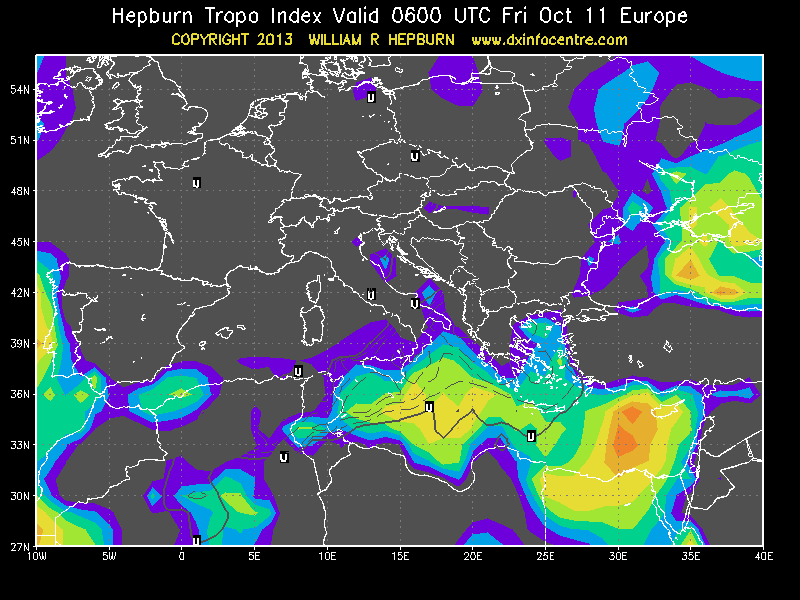 Hepburn Tropo Index Valid 0600 UTC Fri Oct 11 Europe
COPYRIGHT 2013 WILLIAM R HEPBURN www.dxinfocentre.com
54N
U
51N
U
48N
U
45N
42N
U
U
39N
U
36N
U
33N
U
U
30N
27N
U
10W 5W 0 5E 10E 15E 20E 25E 30E 35E 40E